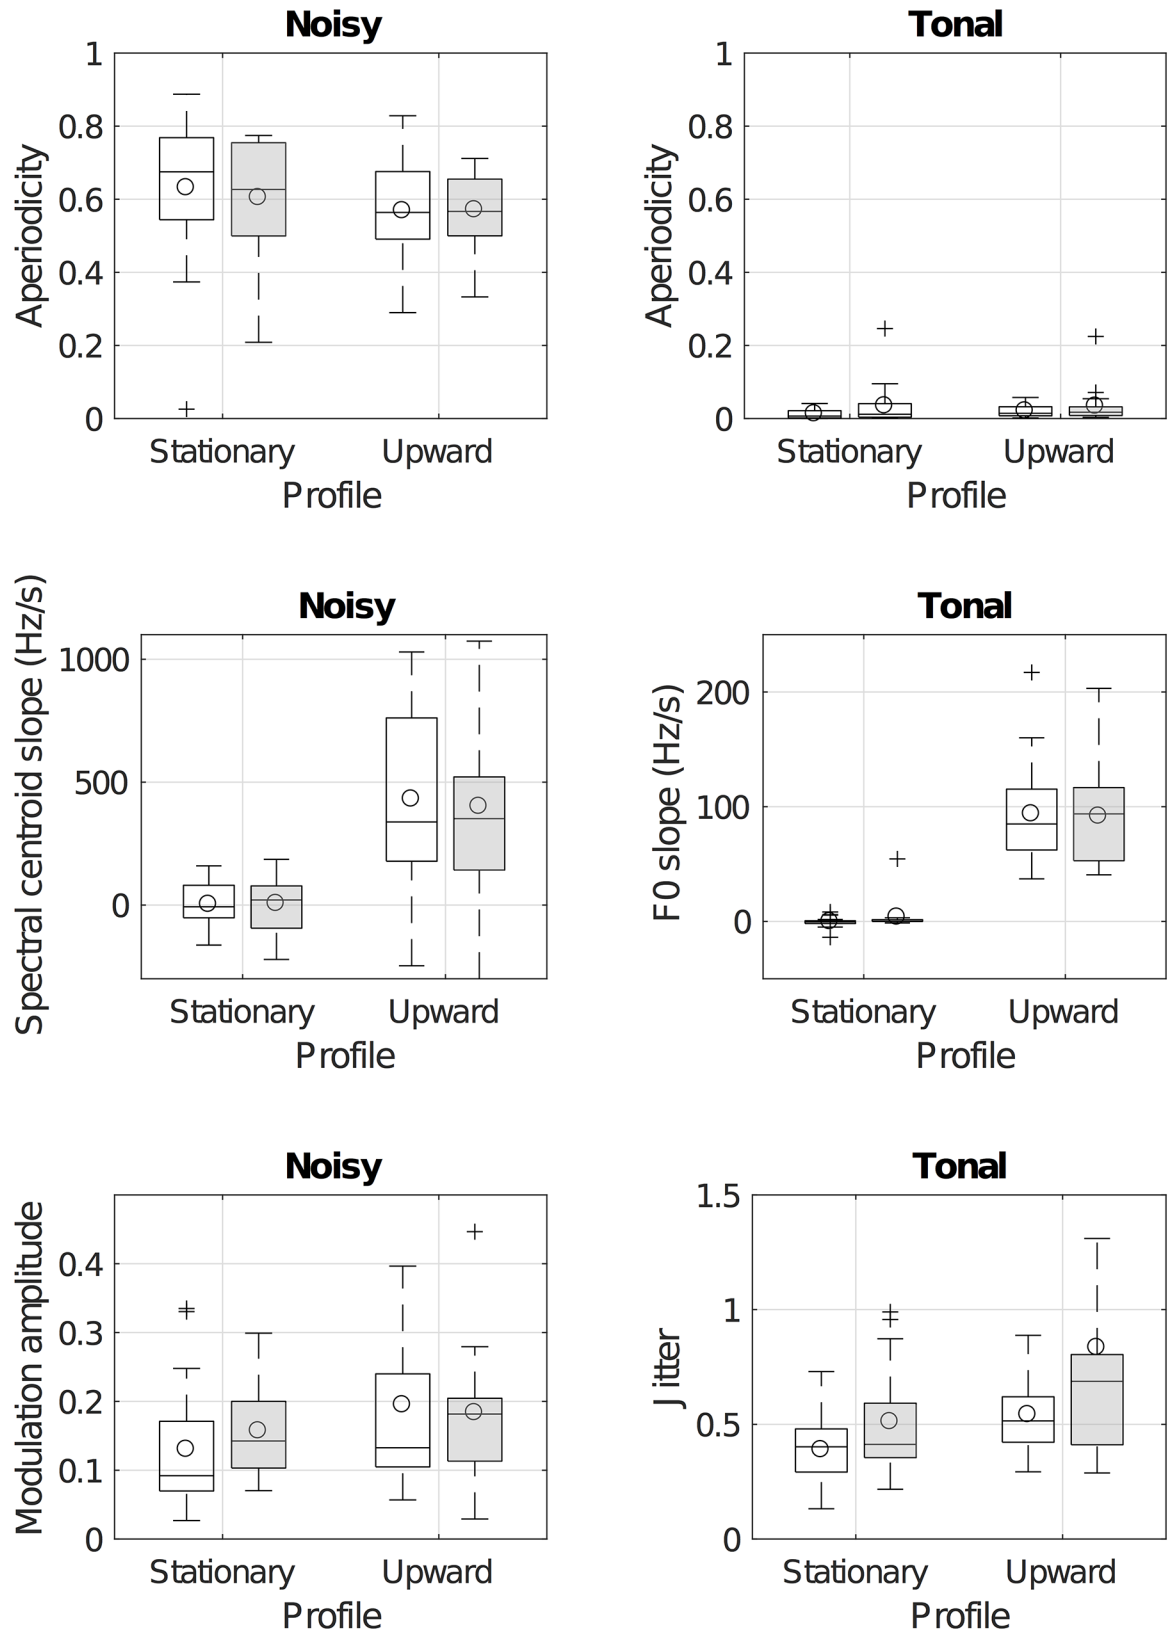 Noisy
Aperiodicity
1
0.8
0.6
0.4
0.2
0
Stationary Upward
Profile
Tonal
Aperiodicity
1
0.8
0.6
0.4
0.2
0
Stationary Upward
Profile
Noisy
Spectral centroid slope (Hz/s)
1000
500
0
Stationary Upward
Profile
Tonal
F0 slope (Hz/s)
200
100
0
Stationary Upward
Profile
Noisy
Modulation amplitude
0.4
0.3
0.2
0.1
0
Stationary Upward
Profile
Tonal
Jitter
1.5
1
0.5
0
Stationary Upward
Profile